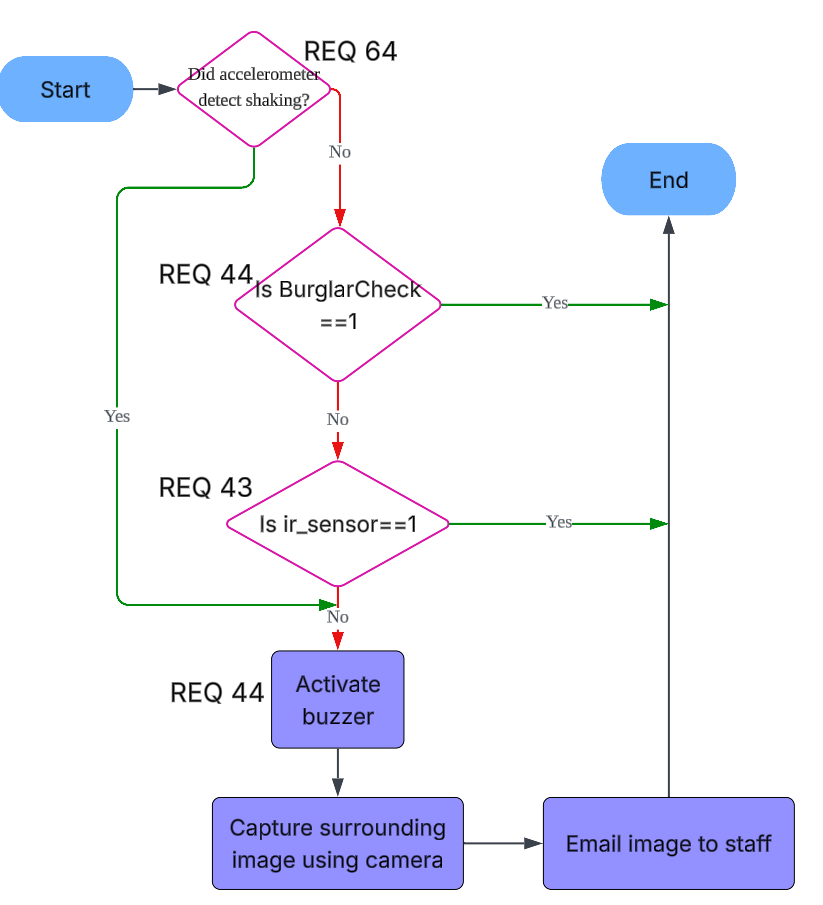 REQ 64
Start
Did accelerometer
detect shaking?
No
End
REQ 44
Is BurglarCheck
==1
Yes
Yes
No
REQ 43
Is ir_sensor==1
Yes
No
REQ 44
Activate
buzzer
Capture surrounding
image using camera
Email image to staff